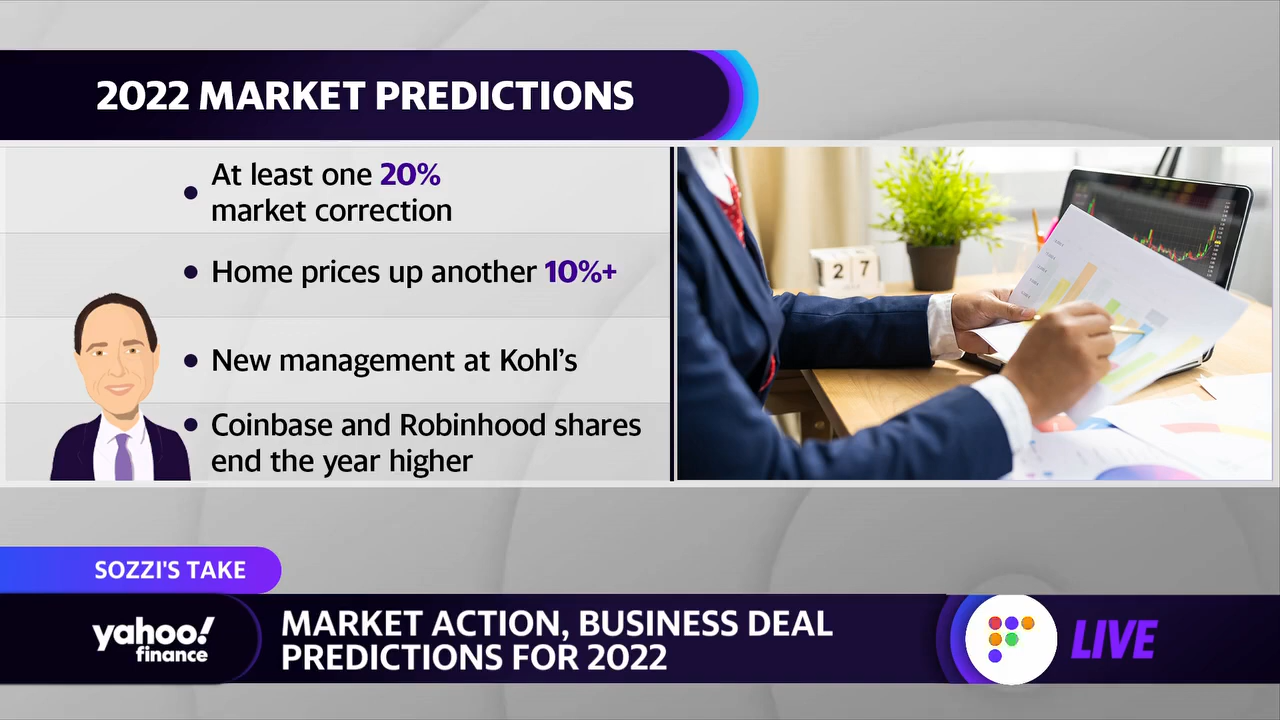 2022 MARKET PREDICTIONS
At least one 20%
market correction
Home prices up another 10%+
New management at Kohl's
Coinbase and Robinhood shares
end the year higher
2 7
SOZZI'S TAKE
yahoo!
finance
MARKET ACTION, BUSINESS DEAL
PREDICTIONS FOR 2022
LIVE